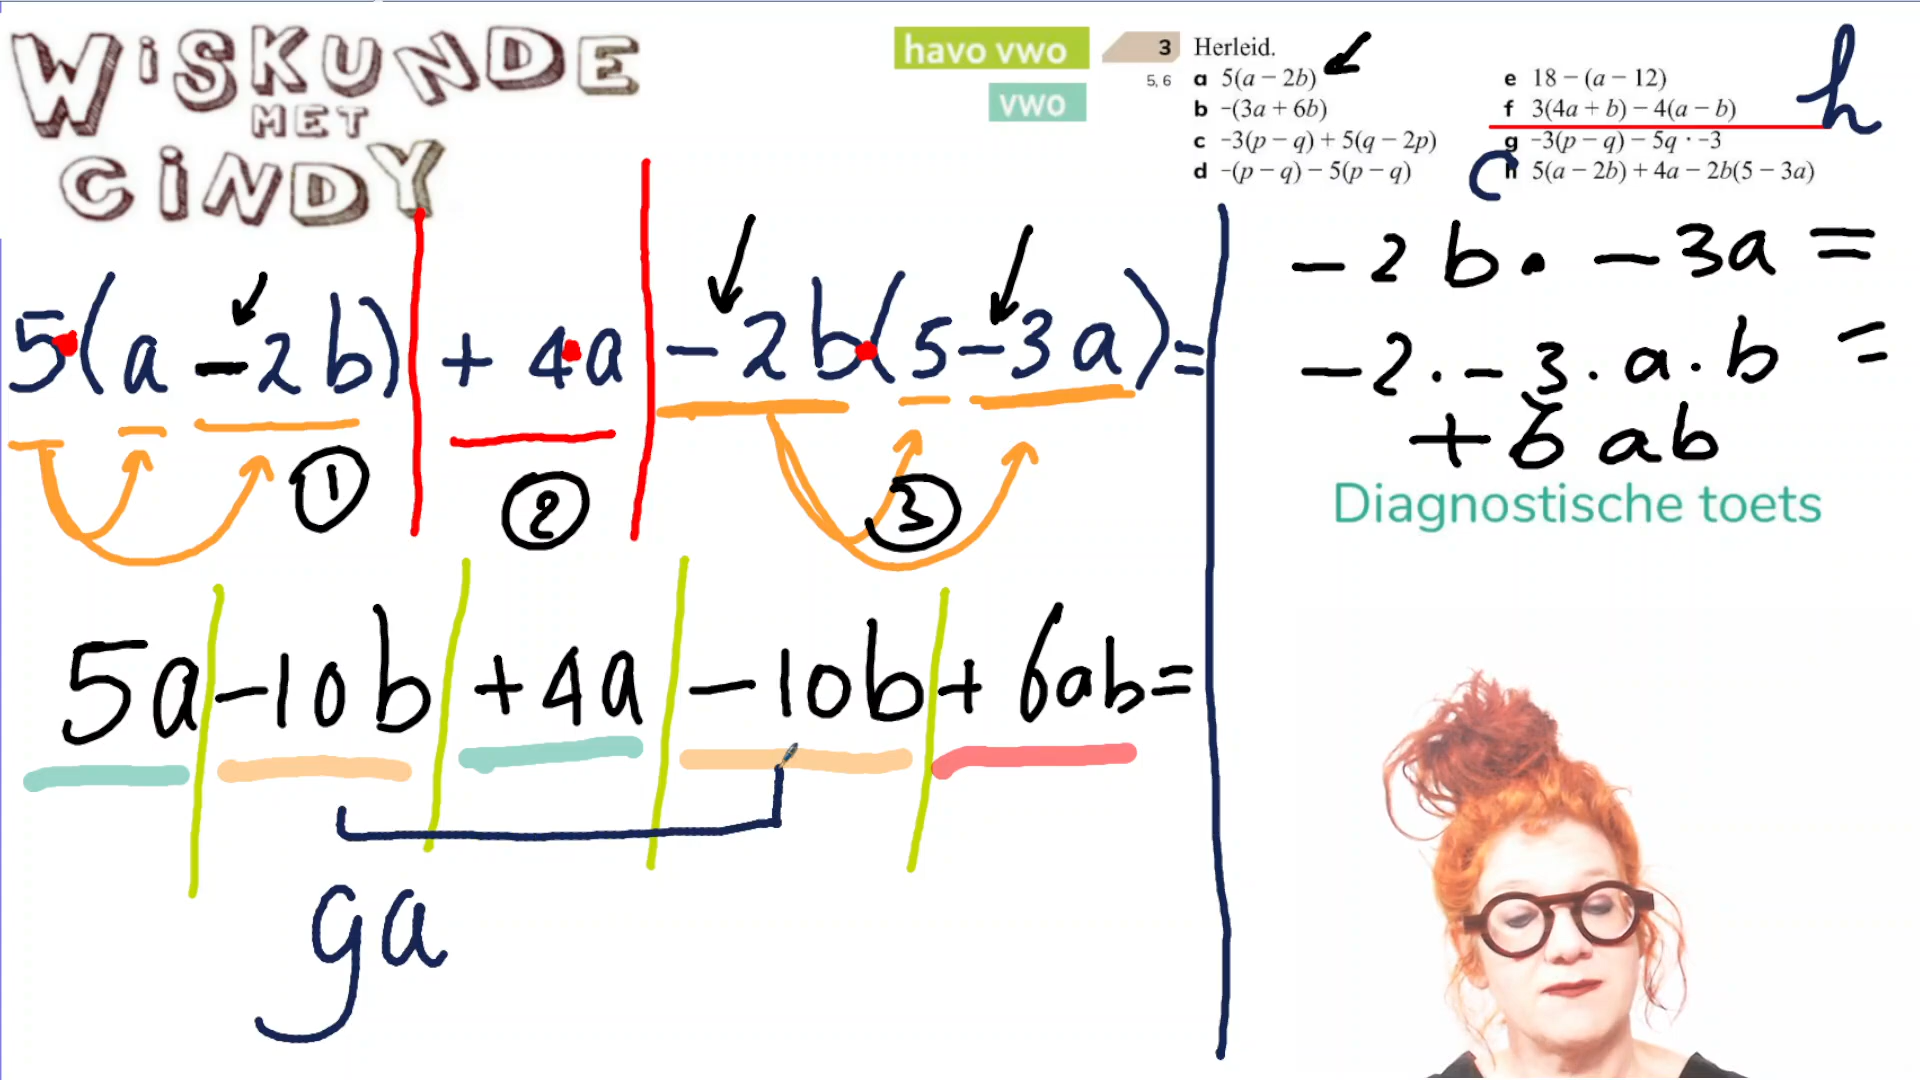 WiSKUNDE
MET
CiNDY
havo vwo
vwo
3 Herleid.
5, 6 a 5(a − 2b)
b -(3a + 6b)
c -3(p − q) + 5(q − 2p)
d -(p − q) − 5(p − q)
e 18 − (a − 12)
f 3(4a + b) − 4(a − b)
g -3(p − q) − 5q · -3
h 5(a − 2b) + 4a − 2b(5 − 3a)
h
5·(a − 2b) + 4·a − 2b·(5 − 3a) =
1 2 3
5a − 10b + 4a − 10b + 6ab =
9a
− 2b · − 3a =
− 2 · − 3 · a · b =
+ 6ab
Diagnostische toets